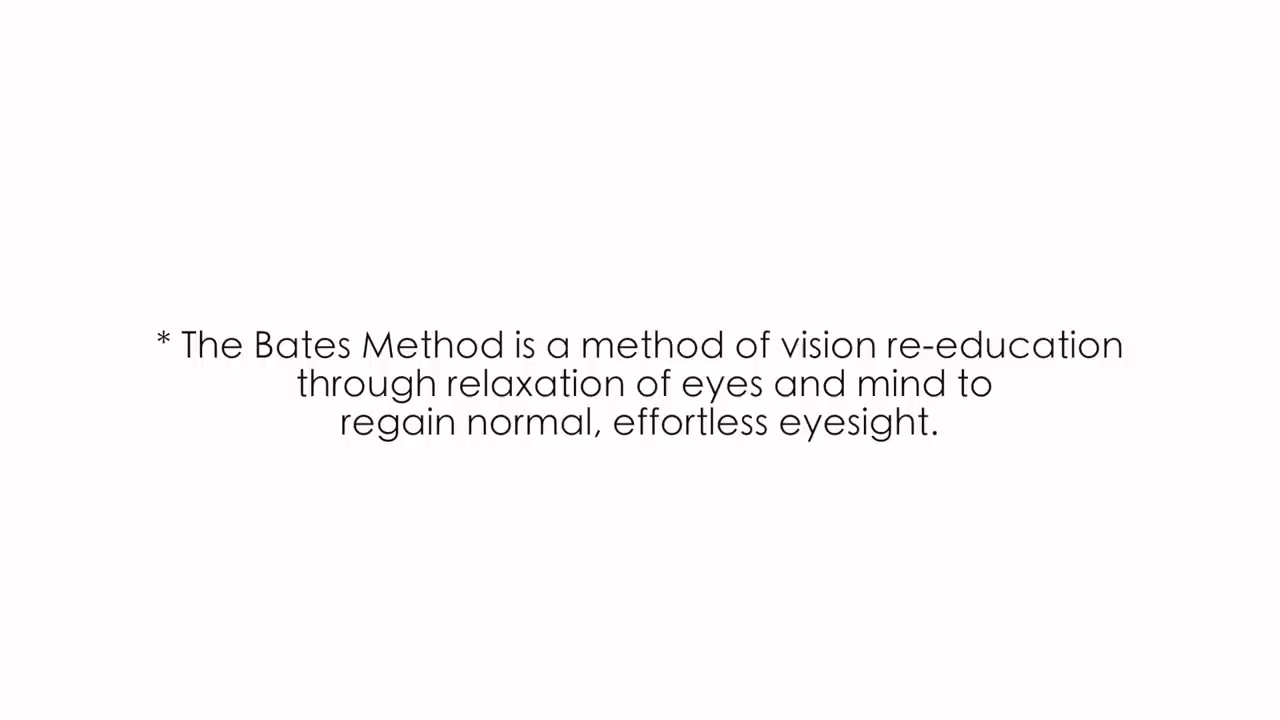 * The Bates Method is a method of vision re-education
through relaxation of eyes and mind to
regain normal, effortless eyesight.